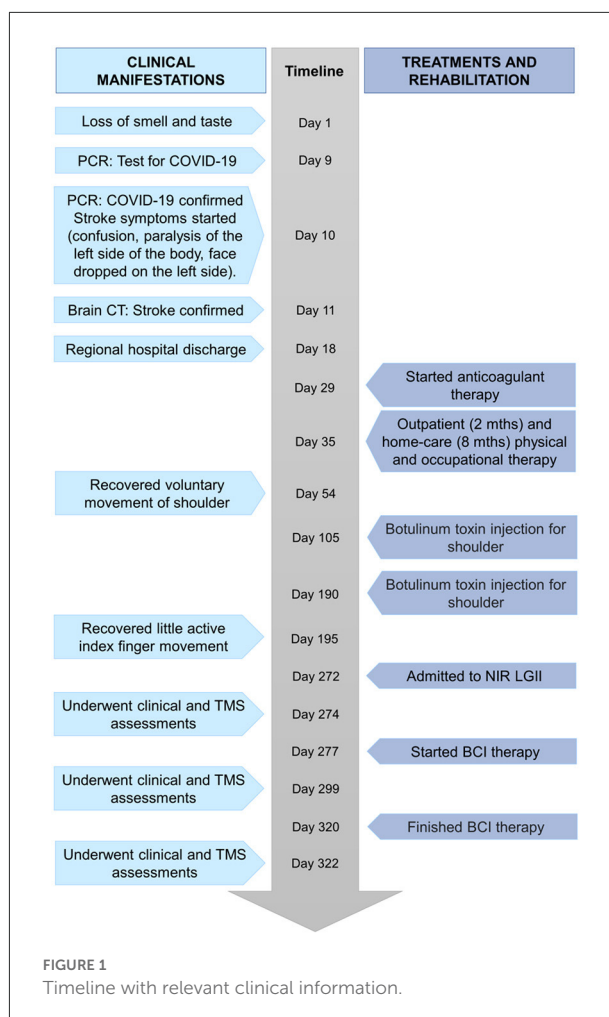 CLINICAL
MANIFESTATIONS
Timeline
TREATMENTS AND
REHABILITATION
Loss of smell and taste
Day 1
PCR: Test for COVID-19
Day 9
PCR: COVID-19 confirmed
Stroke symptoms started
(confusion, paralysis of the
left side of the body, face
dropped on the left side).
Day 10
Brain CT: Stroke confirmed
Day 11
Regional hospital discharge
Day 18
Day 29
Started anticoagulant
therapy
Day 35
Outpatient (2 mths) and
home-care (8 mths) physical
and occupational therapy
Recovered voluntary
movement of shoulder
Day 54
Day 105
Botulinum toxin injection for
shoulder
Day 190
Botulinum toxin injection for
shoulder
Recovered little active
index finger movement
Day 195
Day 272
Admitted to NIR LGII
Underwent clinical and TMS
assessments
Day 274
Day 277
Started BCI therapy
Underwent clinical and TMS
assessments
Day 299
Day 320
Finished BCI therapy
Underwent clinical and TMS
assessments
Day 322
FIGURE 1
Timeline with relevant clinical information.